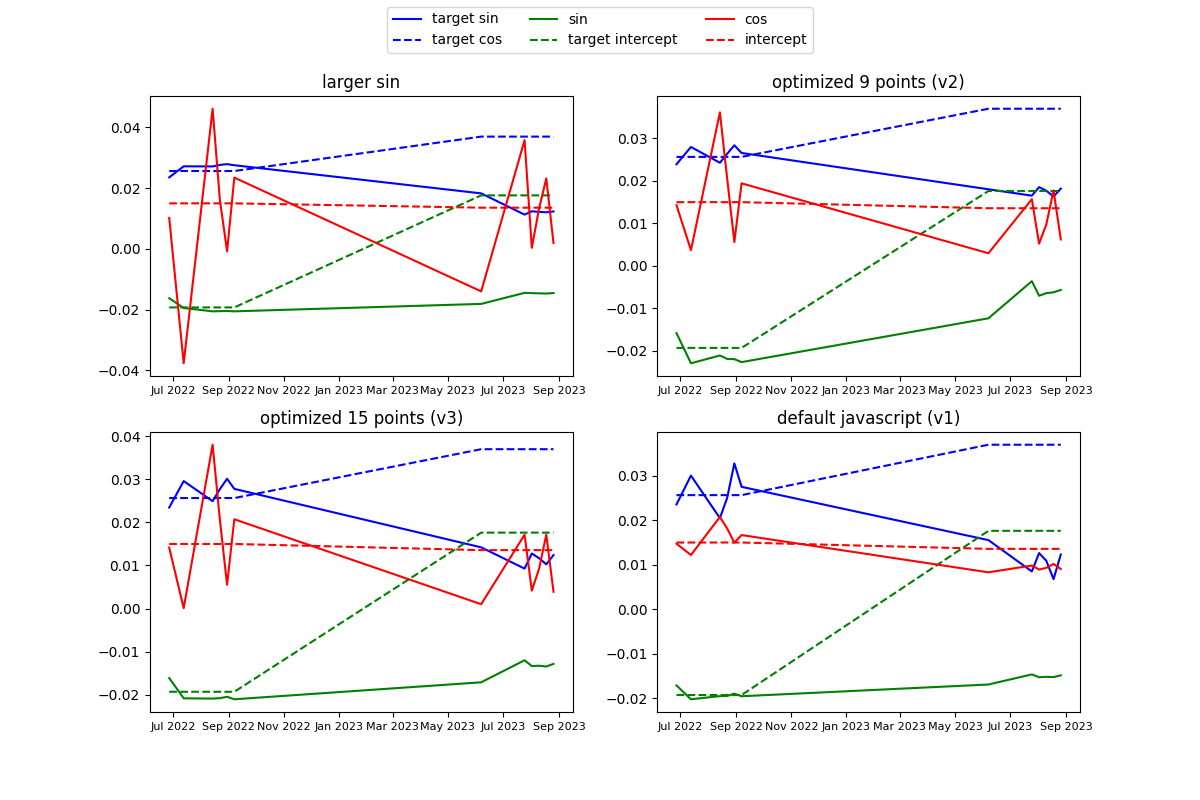 target sin sin cos
target cos target intercept intercept
larger sin
0.04
0.02
0.00
−0.02
−0.04
Jul 2022 Sep 2022 Nov 2022 Jan 2023 Mar 2023 May 2023 Jul 2023 Sep 2023
optimized 9 points (v2)
0.03
0.02
0.01
0.00
−0.01
−0.02
Jul 2022 Sep 2022 Nov 2022 Jan 2023 Mar 2023 May 2023 Jul 2023 Sep 2023
optimized 15 points (v3)
0.04
0.03
0.02
0.01
0.00
−0.01
−0.02
Jul 2022 Sep 2022 Nov 2022 Jan 2023 Mar 2023 May 2023 Jul 2023 Sep 2023
default javascript (v1)
0.03
0.02
0.01
0.00
−0.01
−0.02
Jul 2022 Sep 2022 Nov 2022 Jan 2023 Mar 2023 May 2023 Jul 2023 Sep 2023